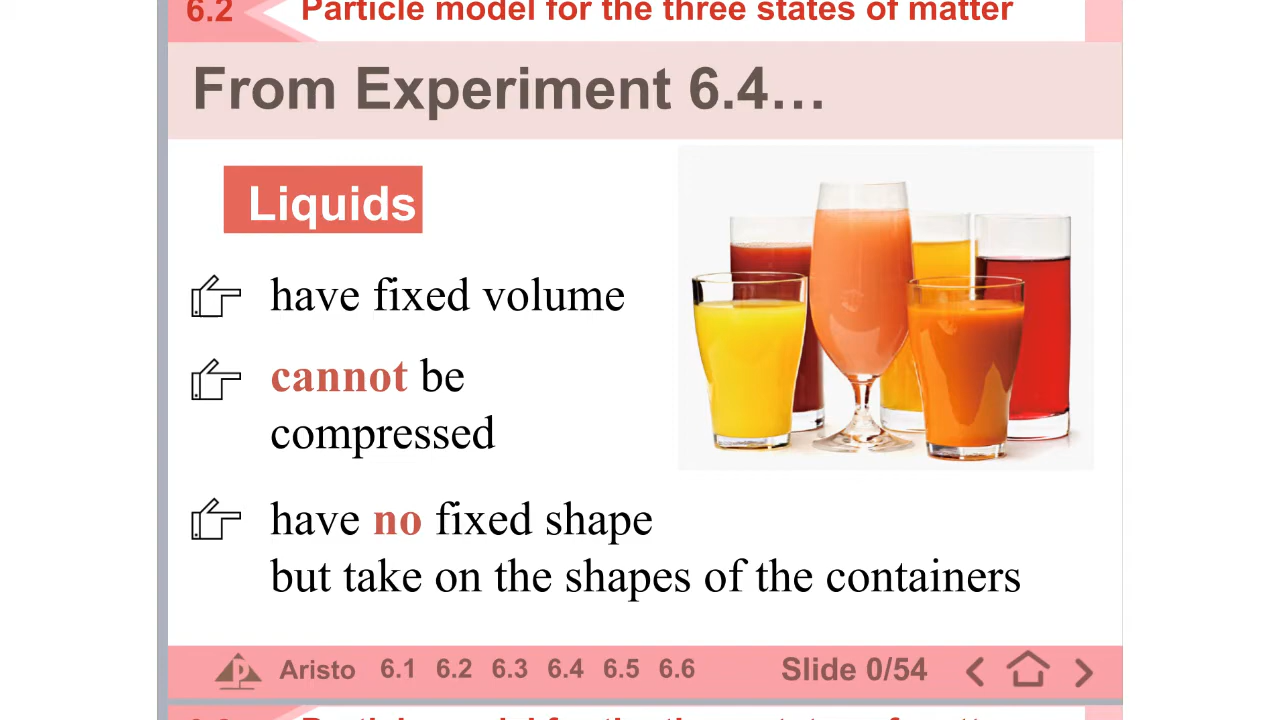 6.2 Particle model for the three states of matter
From Experiment 6.4…
Liquids
have fixed volume
cannot be
compressed
have no fixed shape
but take on the shapes of the containers
Aristo 6.1 6.2 6.3 6.4 6.5 6.6 Slide 0/54